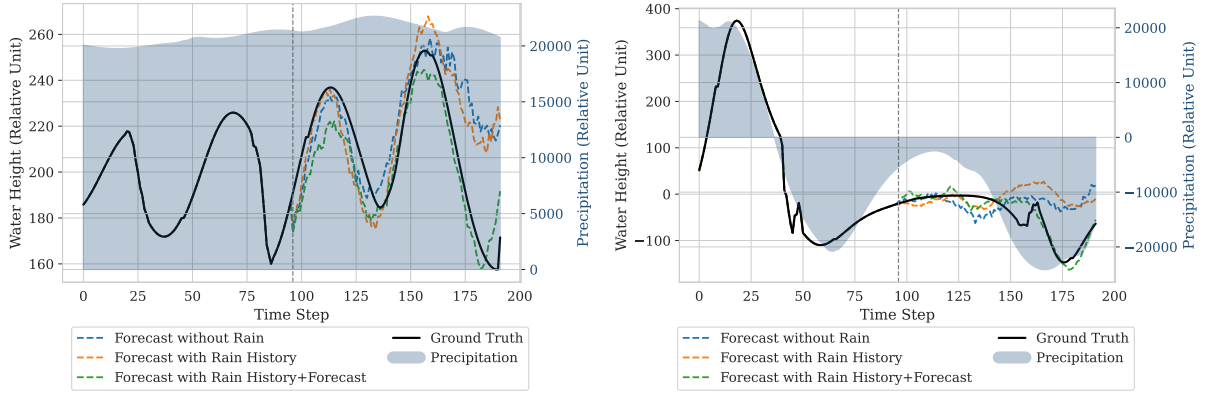 Water Height (Relative Unit)
260
240
220
200
180
160
20000
15000
10000
5000
0
Precipitation (Relative Unit)
0 25 50 75 100 125 150 175 200
Time Step
Forecast without Rain
Forecast with Rain History
Forecast with Rain History+Forecast
Ground Truth
Precipitation
Water Height (Relative Unit)
400
300
200
100
0
−100
20000
10000
0
−10000
−20000
Precipitation (Relative Unit)
0 25 50 75 100 125 150 175 200
Time Step
Forecast without Rain
Forecast with Rain History
Forecast with Rain History+Forecast
Ground Truth
Precipitation